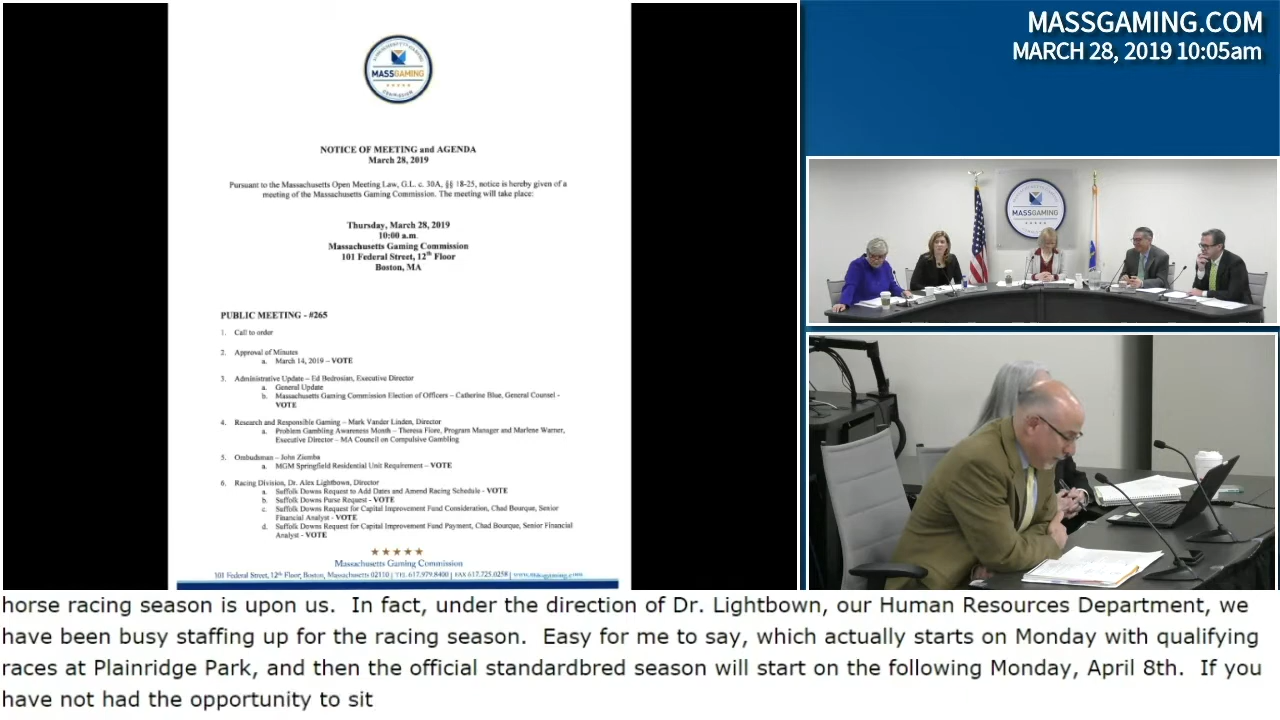 MASSGAMING.COM
MARCH 28, 2019 10:05am
MASSGAMING
NOTICE OF MEETING and AGENDA
March 28, 2019
Pursuant to the Massachusetts Open Meeting Law, G.L. c. 30A, §§ 18-25, notice is hereby given of a
meeting of the Massachusetts Gaming Commission. The meeting will take place:
Thursday, March 28, 2019
10:00 a.m.
Massachusetts Gaming Commission
101 Federal Street, 12th Floor
Boston, MA
PUBLIC MEETING - #265
1. Call to order
2. Approval of Minutes
a. March 14, 2019 – VOTE
3. Administrative Update – Ed Bedrosian, Executive Director
a. General Update
b. Massachusetts Gaming Commission Election of Officers – Catherine Blue, General Counsel -
VOTE
4. Research and Responsible Gaming – Mark Vander Linden, Director
a. Problem Gambling Awareness Month – Theresa Fiore, Program Manager and Marlene Warner,
Executive Director – MA Council on Compulsive Gambling
5. Ombudsman – John Ziemba
a. MGM Springfield Residential Unit Requirement – VOTE
6. Racing Division, Dr. Alex Lightbown, Director
a. Suffolk Downs Request to Add Dates and Amend Racing Schedule - VOTE
b. Suffolk Downs Purse Request - VOTE
c. Suffolk Downs Request for Capital Improvement Fund Consideration, Chad Bourque, Senior
Financial Analyst - VOTE
d. Suffolk Downs Request for Capital Improvement Fund Payment, Chad Bourque, Senior Financial
Analyst - VOTE
Massachusetts Gaming Commission
101 Federal Street, 12th Floor, Boston, Massachusetts 02110 | TEL 617.979.8400 | FAX 617.725.0258 | www.massgaming.com
MASSGAMING
horse racing season is upon us.  In fact, under the direction of Dr. Lightbown, our Human Resources Department, we
have been busy staffing up for the racing season.  Easy for me to say, which actually starts on Monday with qualifying
races at Plainridge Park, and then the official standardbred season will start on the following Monday, April 8th.  If you
have not had the opportunity to sit